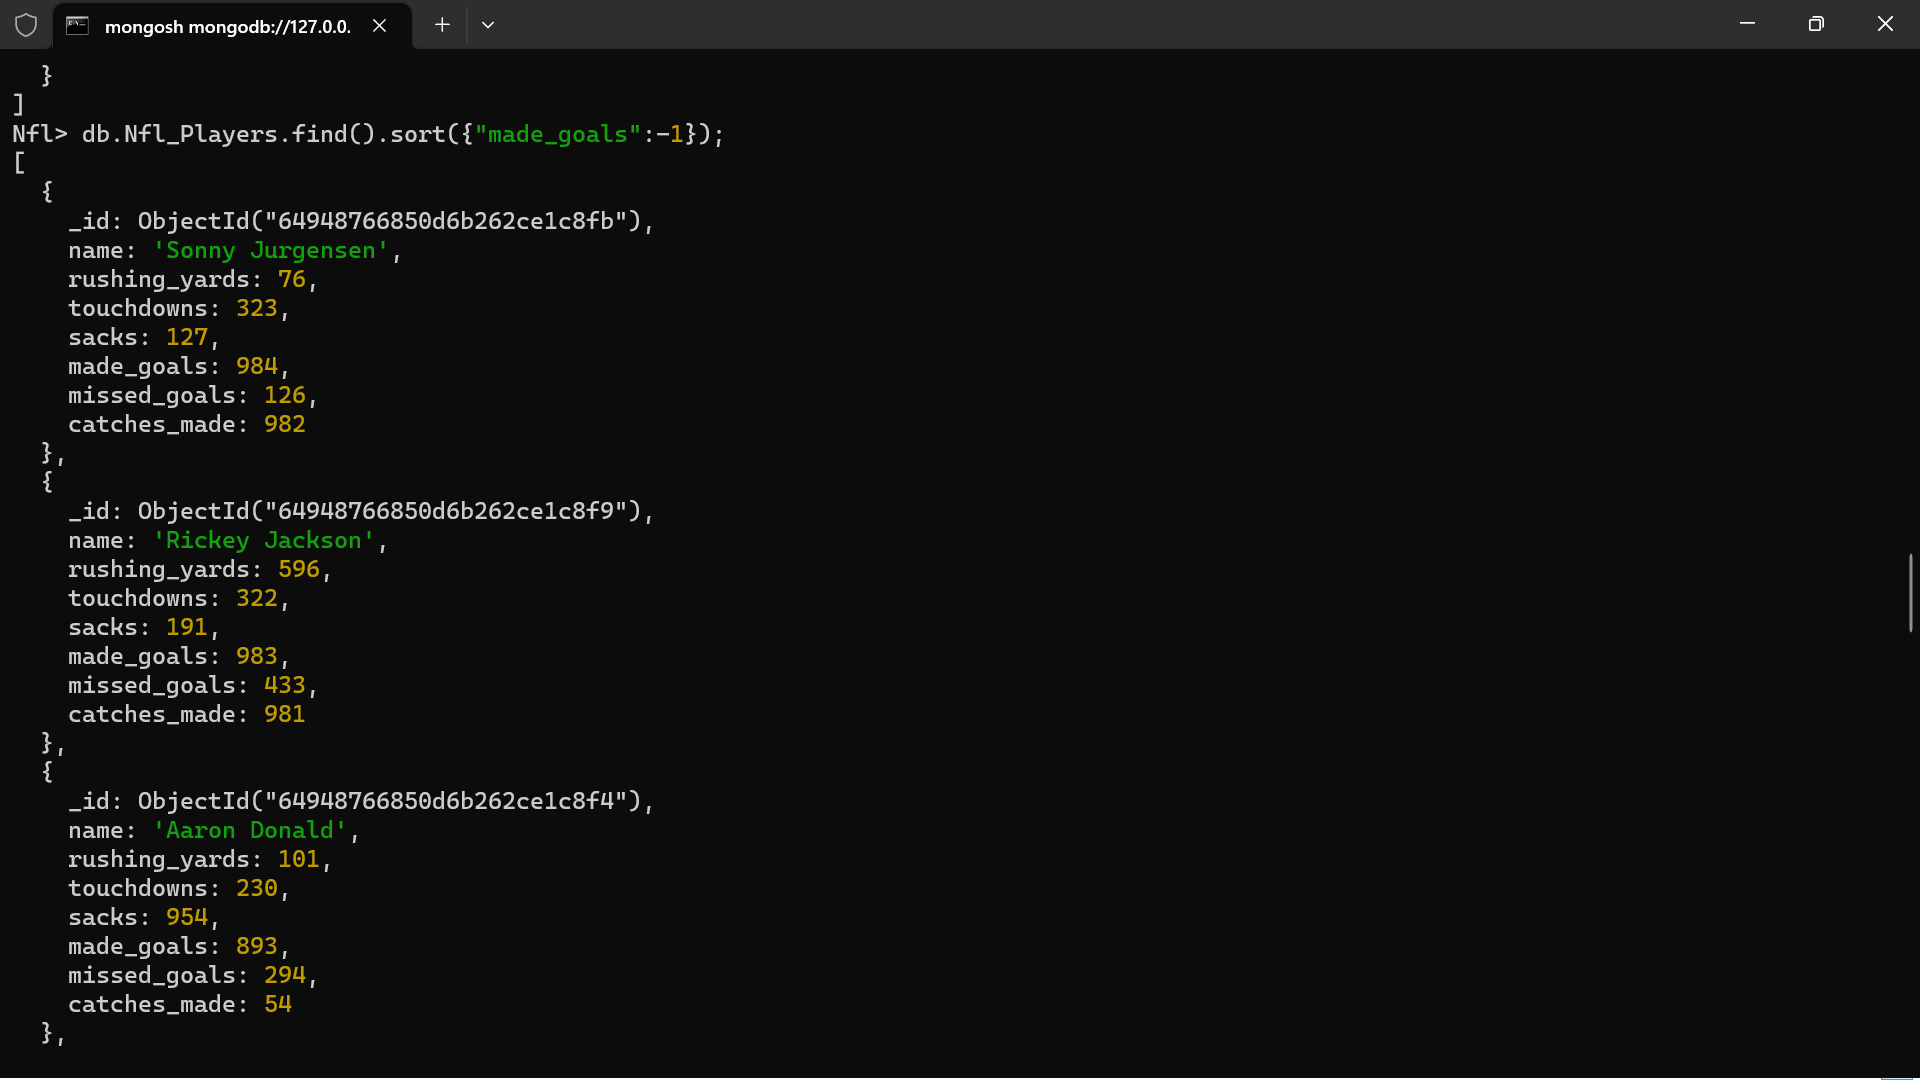 mongosh mongodb://127.0.0.
  }
]
Nfl> db.Nfl_Players.find().sort({"made_goals":-1});
[
  {
    _id: ObjectId("64948766850d6b262ce1c8fb"),
    name: 'Sonny Jurgensen',
    rushing_yards: 76,
    touchdowns: 323,
    sacks: 127,
    made_goals: 984,
    missed_goals: 126,
    catches_made: 982
  },
  {
    _id: ObjectId("64948766850d6b262ce1c8f9"),
    name: 'Rickey Jackson',
    rushing_yards: 596,
    touchdowns: 322,
    sacks: 191,
    made_goals: 983,
    missed_goals: 433,
    catches_made: 981
  },
  {
    _id: ObjectId("64948766850d6b262ce1c8f4"),
    name: 'Aaron Donald',
    rushing_yards: 101,
    touchdowns: 230,
    sacks: 954,
    made_goals: 893,
    missed_goals: 294,
    catches_made: 54
  },